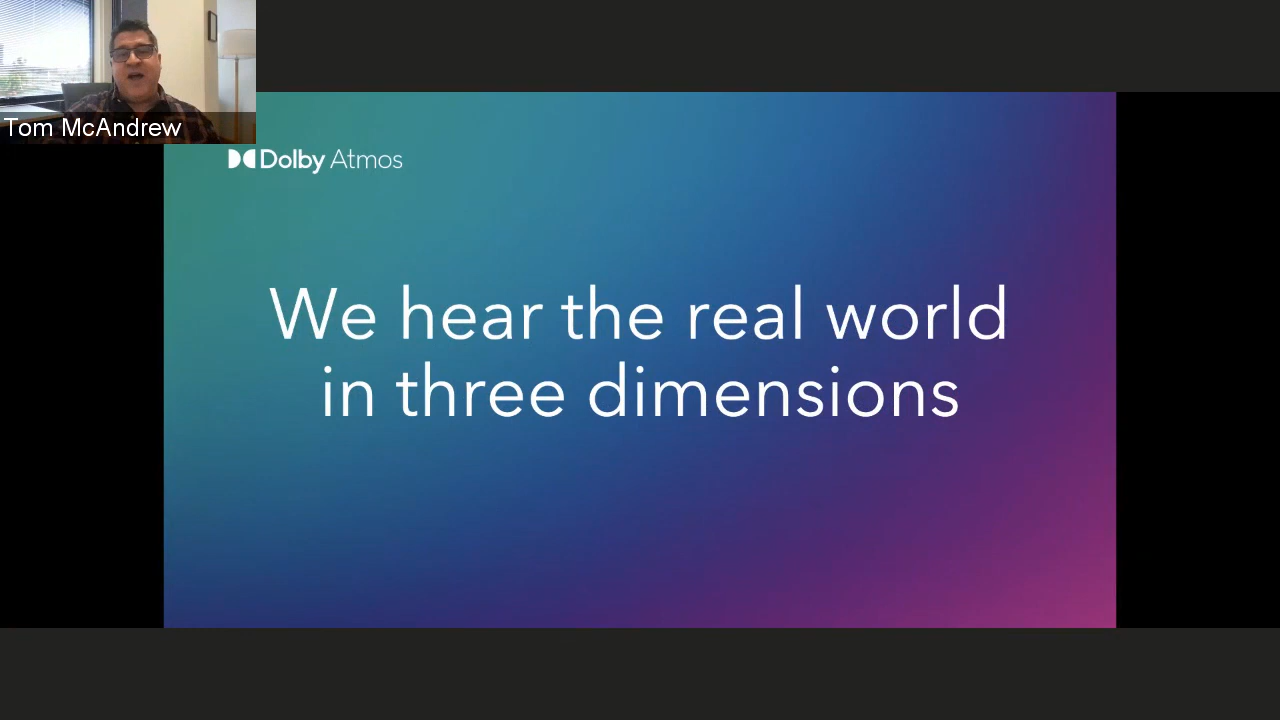 Tom McAndrew
Dolby Atmos
We hear the real world
in three dimensions